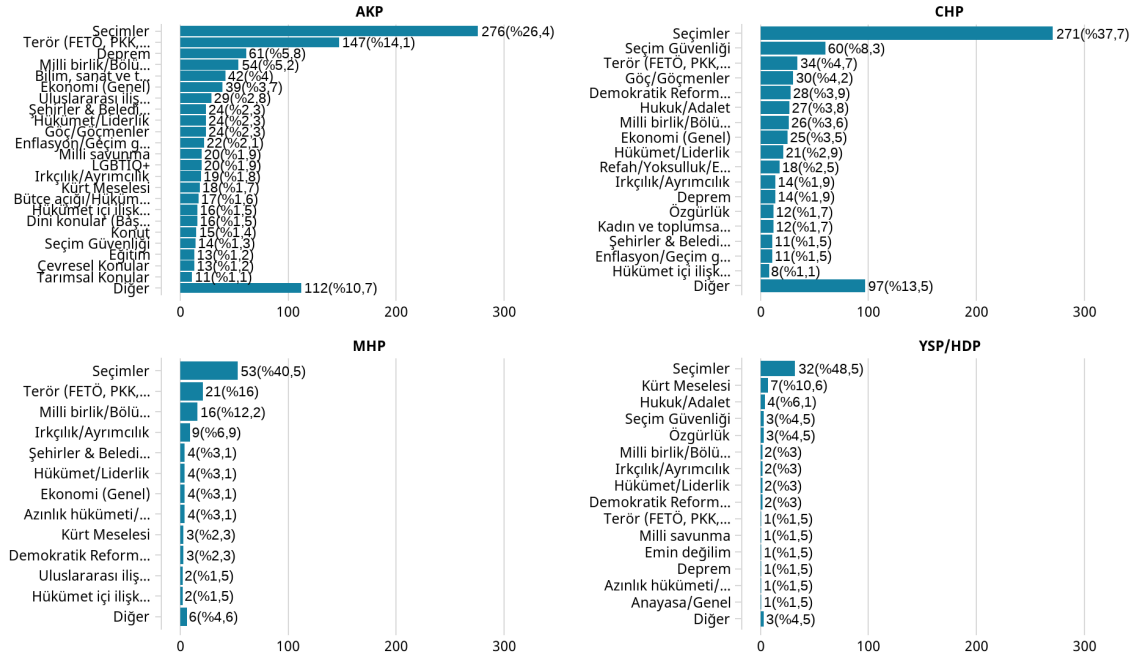 AKP
Seçimler 276(%26,4)
Terör (FETÖ, PKK,... 147(%14,1)
Deprem 61(%5,8)
Milli birlik/Bölü... 54(%5,2)
Bilim, sanat ve t... 42(%4)
Ekonomi (Genel) 39(%3,7)
Uluslararası iliş... 29(%2,8)
Şehirler & Beledi... 24(%2,3)
Hükümet/Liderlik 24(%2,3)
Göç/Göçmenler 24(%2,3)
Enflasyon/Geçim g... 22(%2,1)
Milli savunma 20(%1,9)
LGBTIQ+ 20(%1,9)
Irkçılık/Ayrımcılık 19(%1,8)
Kürt Meselesi 18(%1,7)
Bütçe açığı/Hüküm... 17(%1,6)
Hükümet içi ilişk... 16(%1,5)
Dini konular (Baş... 16(%1,5)
Konut 15(%1,4)
Seçim Güvenliği 14(%1,3)
Eğitim 13(%1,2)
Çevresel Konular 13(%1,2)
Tarımsal Konular 11(%1,1)
Diğer 112(%10,7)
0 100 200 300
CHP
Seçimler 271(%37,7)
Seçim Güvenliği 60(%8,3)
Terör (FETÖ, PKK,... 34(%4,7)
Göç/Göçmenler 30(%4,2)
Demokratik Reform... 28(%3,9)
Hukuk/Adalet 27(%3,8)
Milli birlik/Bölü... 26(%3,6)
Ekonomi (Genel) 25(%3,5)
Hükümet/Liderlik 21(%2,9)
Refah/Yoksulluk/E... 18(%2,5)
Irkçılık/Ayrımcılık 14(%1,9)
Deprem 14(%1,9)
Özgürlük 12(%1,7)
Kadın ve toplumsa... 12(%1,7)
Şehirler & Beledi... 11(%1,5)
Enflasyon/Geçim g... 11(%1,5)
Hükümet içi ilişk... 8(%1,1)
Diğer 97(%13,5)
0 100 200 300
MHP
Seçimler 53(%40,5)
Terör (FETÖ, PKK,... 21(%16)
Milli birlik/Bölü... 16(%12,2)
Irkçılık/Ayrımcılık 9(%6,9)
Şehirler & Beledi... 4(%3,1)
Hükümet/Liderlik 4(%3,1)
Ekonomi (Genel) 4(%3,1)
Azınlık hükümeti/... 4(%3,1)
Kürt Meselesi 3(%2,3)
Demokratik Reform... 3(%2,3)
Uluslararası iliş... 2(%1,5)
Hükümet içi ilişk... 2(%1,5)
Diğer 6(%4,6)
0 100 200 300
YSP/HDP
Seçimler 32(%48,5)
Kürt Meselesi 7(%10,6)
Hukuk/Adalet 4(%6,1)
Seçim Güvenliği 3(%4,5)
Özgürlük 3(%4,5)
Milli birlik/Bölü... 2(%3)
Irkçılık/Ayrımcılık 2(%3)
Hükümet/Liderlik 2(%3)
Demokratik Reform... 2(%3)
Terör (FETÖ, PKK,... 1(%1,5)
Milli savunma 1(%1,5)
Emin değilim 1(%1,5)
Deprem 1(%1,5)
Azınlık hükümeti/... 1(%1,5)
Anayasa/Genel 1(%1,5)
Diğer 3(%4,5)
0 100 200 300